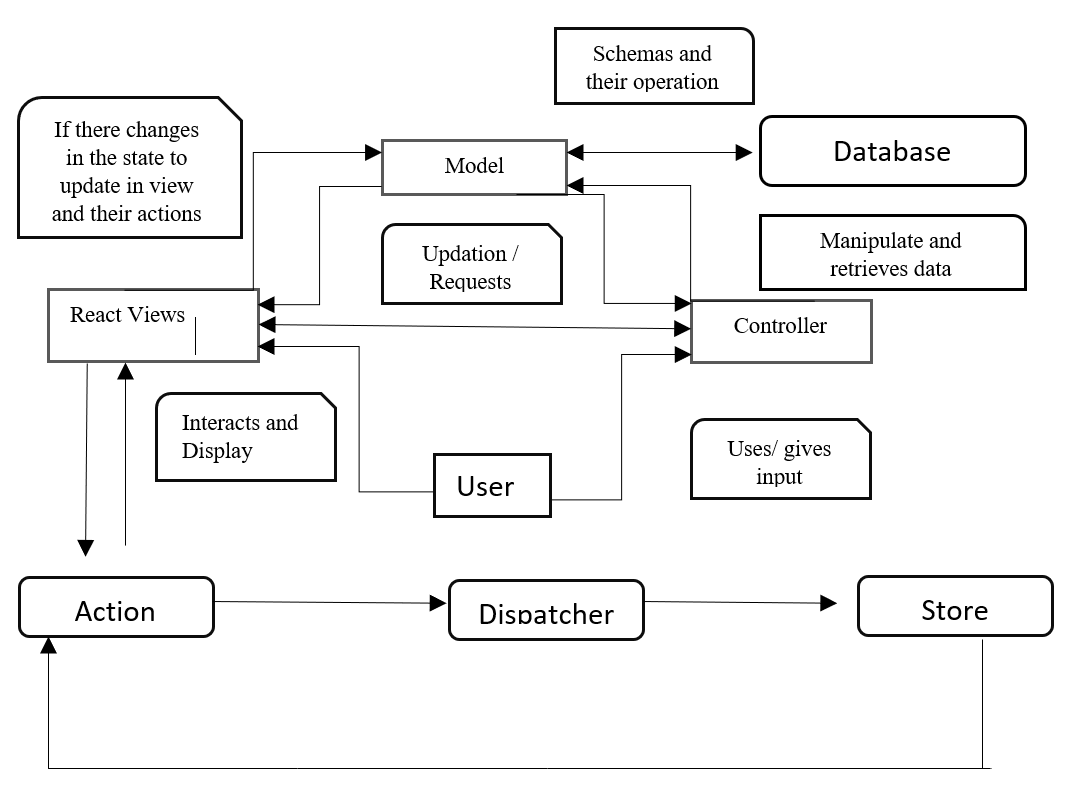 Schemas and
their operation
If there changes
in the state to
update in view
and their actions
Model
Database
Updation /
Requests
Manipulate and
retrieves data
React Views
Controller
Interacts and
Display
User
Uses/ gives
input
Action
Dispatcher
Store